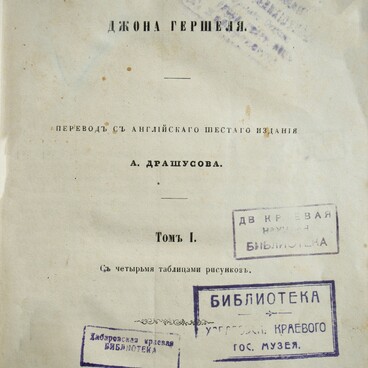 ДЖОНА ГЕРШЕЛЯ.
ПЕРЕВОДЪ СЪ АНГЛІЙСКАГО ШЕСТАГО ИЗДАНІЯ
А. ДРАШУСОВА.
Томъ I.
Съ четырьмя таблицами рисунковъ.
ДВ КРАЕВАЯ
НАУЧНАЯ
БИБЛИОТЕКА
БИБЛИОТЕКА
КРАЕВОГО
ГОС. МУЗЕЯ.
Хабаровская краевая
БИБЛИОТЕКА